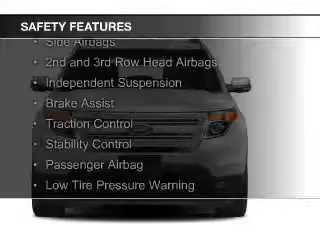 SAFETY FEATURES
• Side Airbags
• 2nd and 3rd Row Head Airbags
• Independent Suspension
• Brake Assist
• Traction Control
• Stability Control
• Passenger Airbag
• Low Tire Pressure Warning